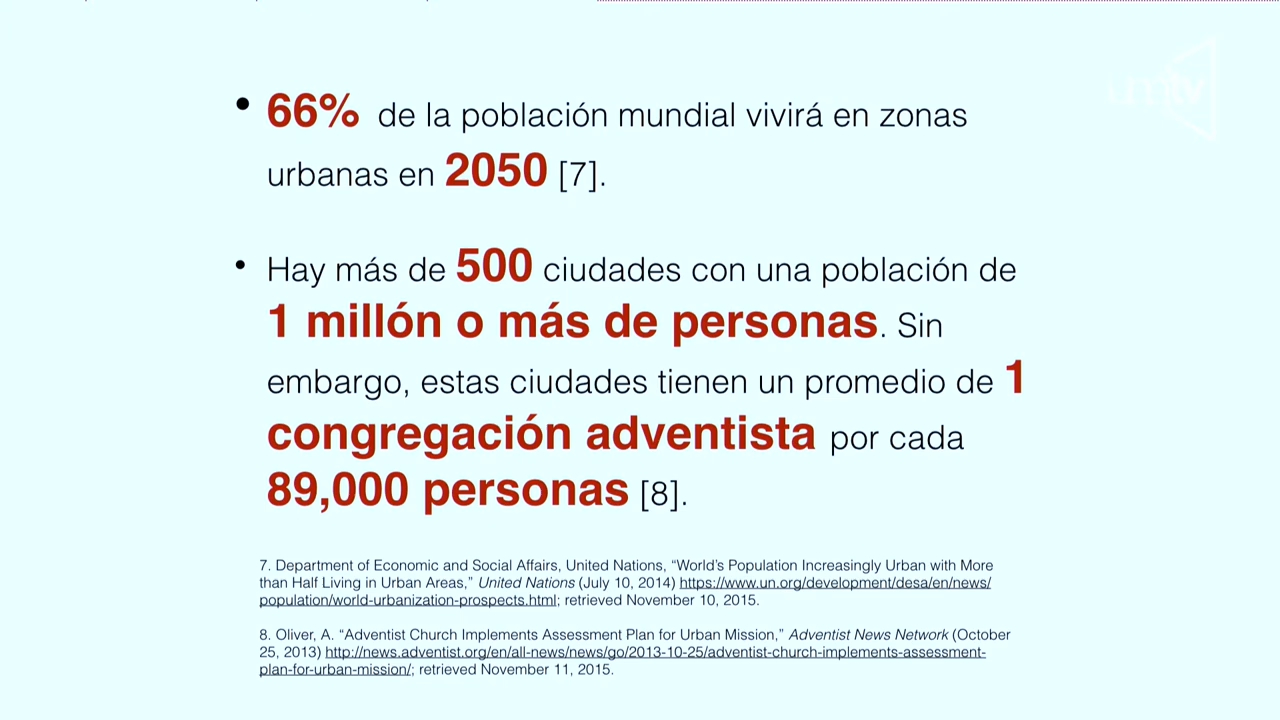 • 66% de la población mundial vivirá en zonas
urbanas en 2050 [7].
• Hay más de 500 ciudades con una población de
1 millón o más de personas. Sin
embargo, estas ciudades tienen un promedio de 1
congregación adventista por cada
89,000 personas [8].
7. Department of Economic and Social Affairs, United Nations, “World’s Population Increasingly Urban with More
than Half Living in Urban Areas,” United Nations (July 10, 2014) https://www.un.org/development/desa/en/news/
population/world-urbanization-prospects.html; retrieved November 10, 2015.
8. Oliver, A. “Adventist Church Implements Assessment Plan for Urban Mission,” Adventist News Network (October
25, 2013) http://news.adventist.org/en/all-news/news/go/2013-10-25/adventist-church-implements-assessment-
plan-for-urban-mission/; retrieved November 11, 2015.